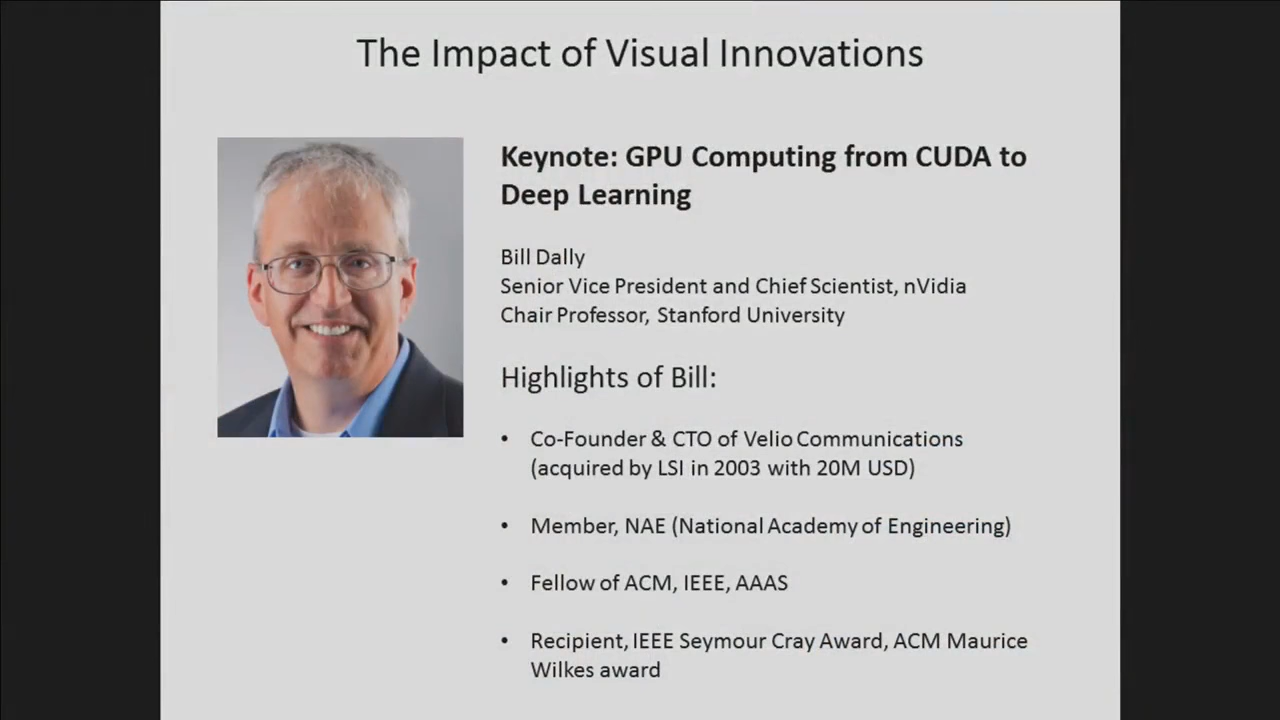 The Impact of Visual Innovations
Keynote: GPU Computing from CUDA to
Deep Learning
Bill Dally
Senior Vice President and Chief Scientist, nVidia
Chair Professor, Stanford University
Highlights of Bill:
• Co-Founder & CTO of Velio Communications
(acquired by LSI in 2003 with 20M USD)
• Member, NAE (National Academy of Engineering)
• Fellow of ACM, IEEE, AAAS
• Recipient, IEEE Seymour Cray Award, ACM Maurice
Wilkes award